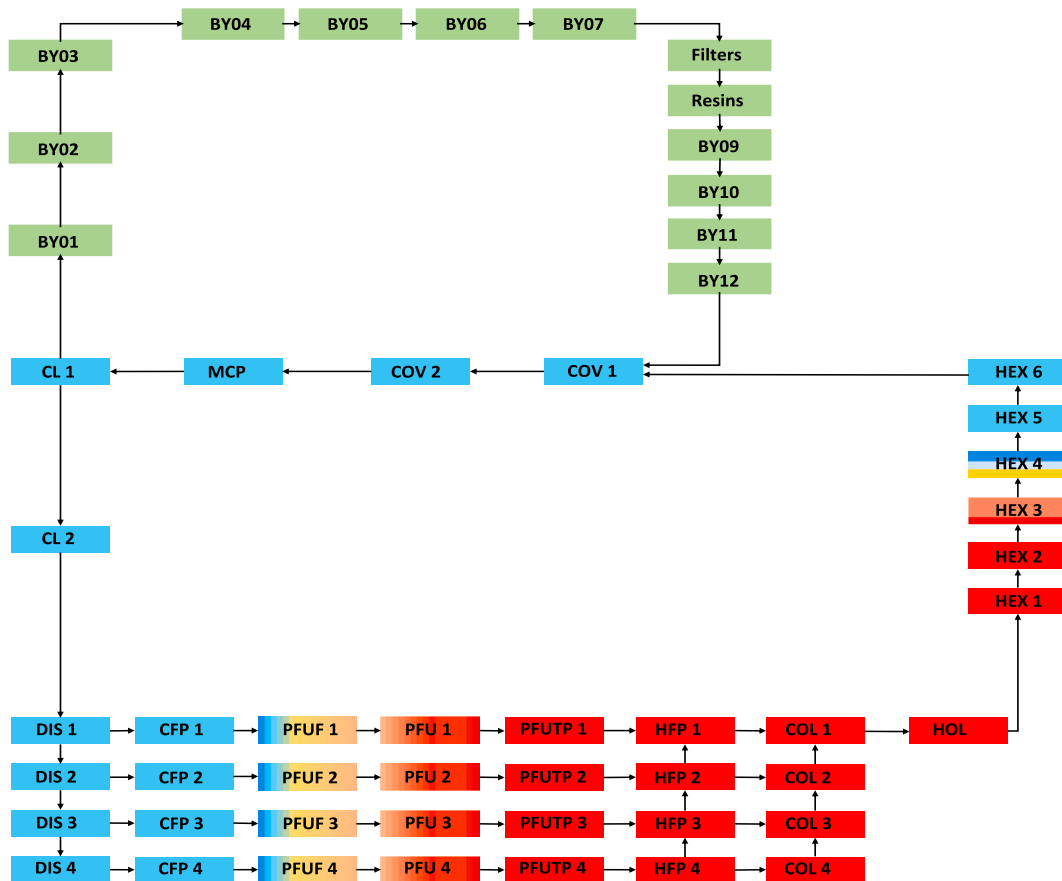 BY04
BY05
BY06
BY07
BY03
Filters
Resins
BY02
BY09
BY10
BY01
BY11
BY12
CL 1
MCP
COV 2
COV 1
HEX 6
HEX 5
HEX 4
HEX 3
CL 2
HEX 2
HEX 1
DIS 1
CFP 1
PFUF 1
PFU 1
PFUTP 1
HFP 1
COL 1
HOL
DIS 2
CFP 2
PFUF 2
PFU 2
PFUTP 2
HFP 2
COL 2
DIS 3
CFP 3
PFUF 3
PFU 3
PFUTP 3
HFP 3
COL 3
DIS 4
CFP 4
PFUF 4
PFU 4
PFUTP 4
HFP 4
COL 4